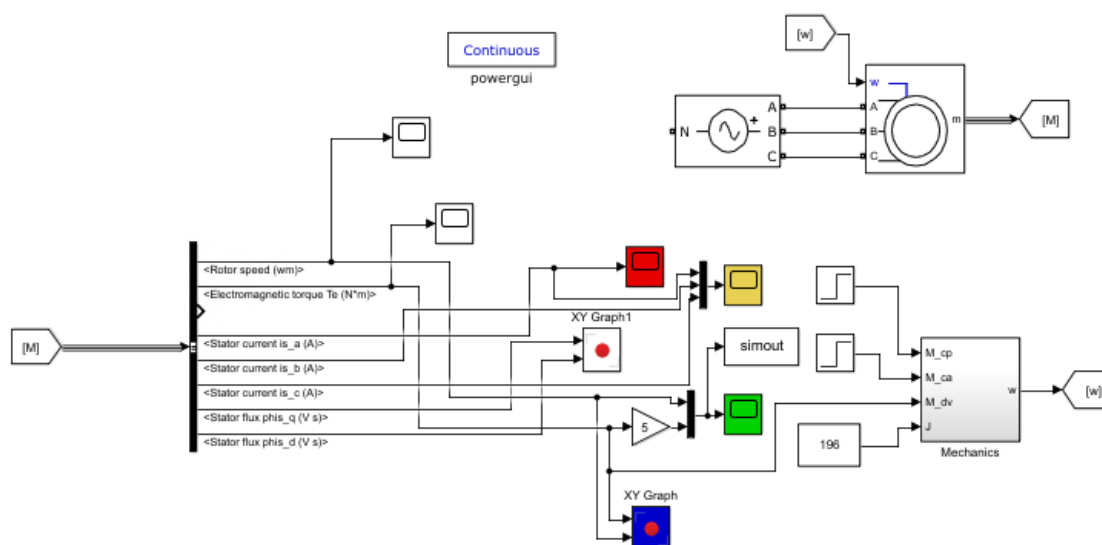 [w]
Continuous
powergui
w
A
A
N
+
B
B
m
[M]
C
C
<Rotor speed (wm)>
<Electromagnetic torque Te (N*m)>
XY Graph1
[M]
<Stator current is_a (A)>
simout
M_cp
<Stator current is_b (A)>
M_ca
w
[w]
<Stator current is_c (A)>
M_dv
<Stator flux phis_q (V s)>
5
J
196
<Stator flux phis_d (V s)>
Mechanics
XY Graph